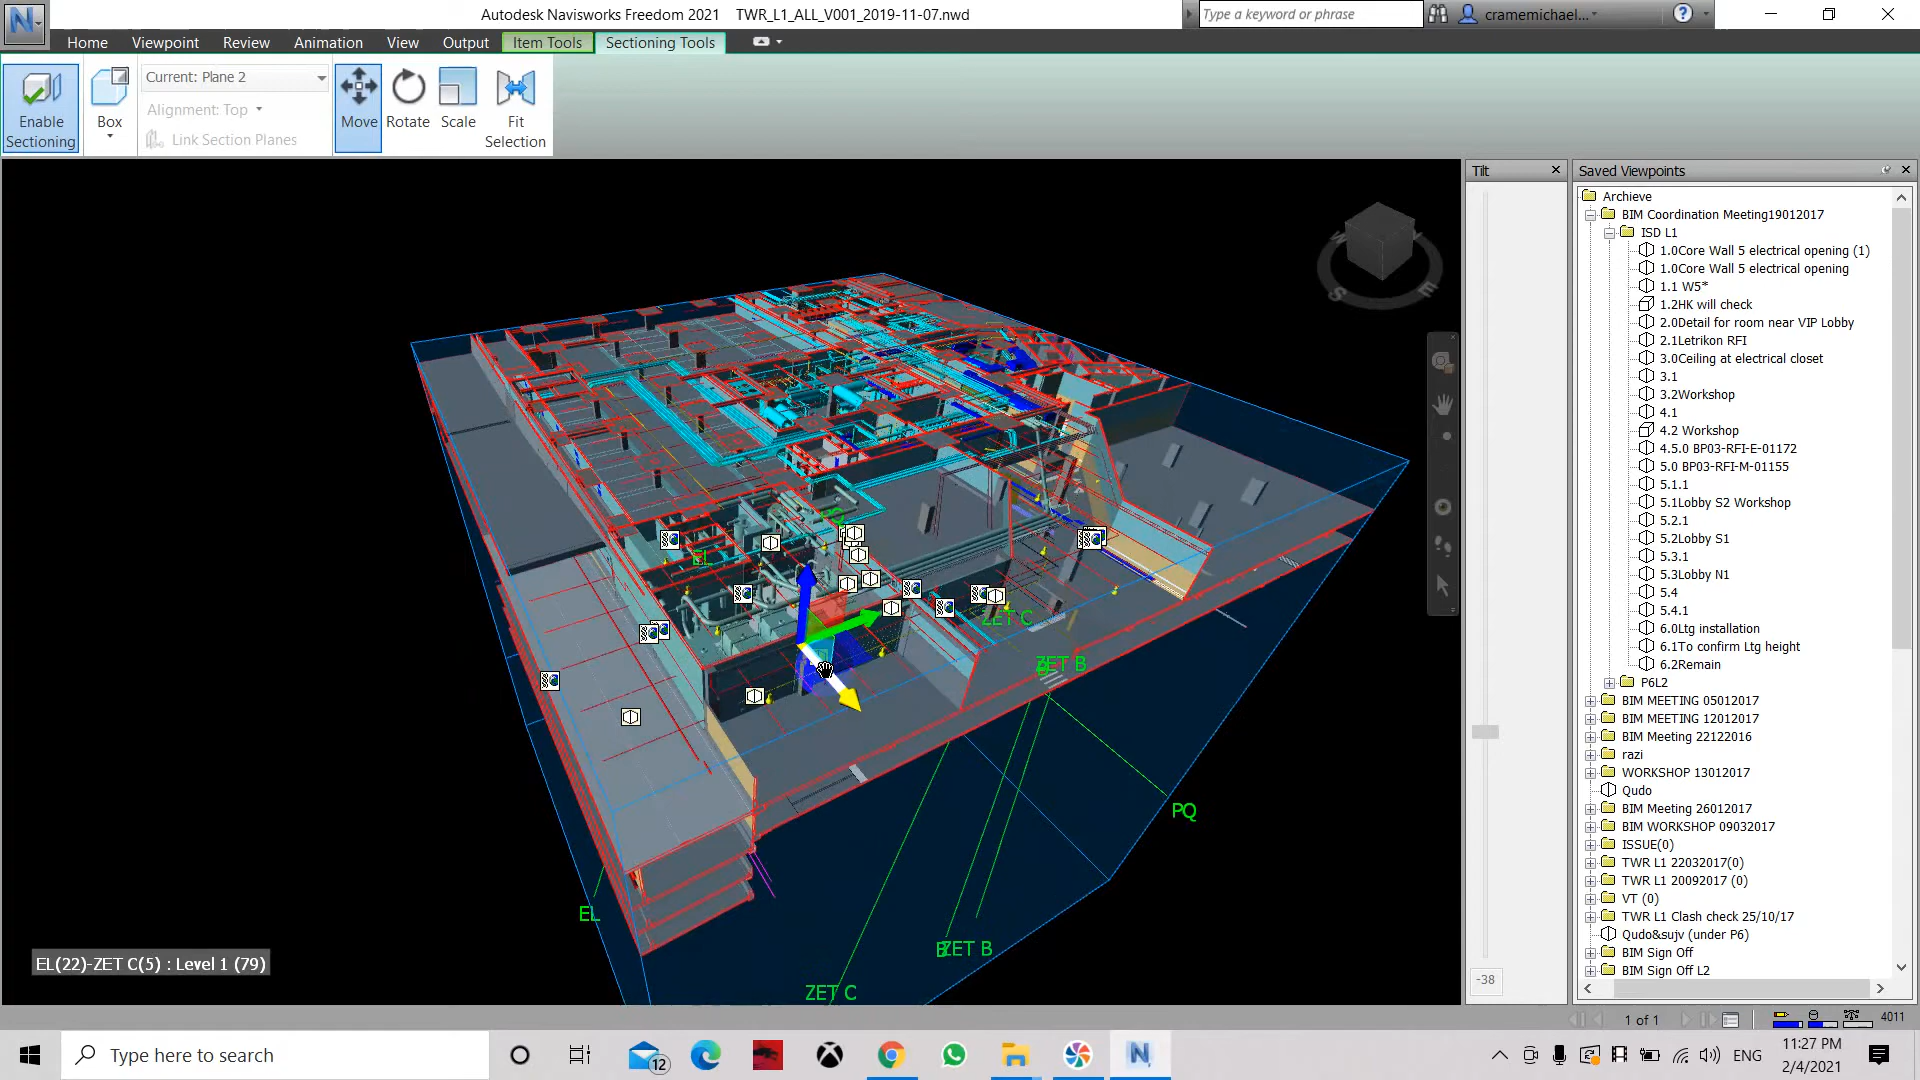 Autodesk Navisworks Freedom 2021 TWR_L1_ALL_V001_2019-11-07.nwd
Type a keyword or phrase
cramemichael...
Home Viewpoint Review Animation View Output Item Tools Sectioning Tools
Enable Sectioning
Box
Current: Plane 2
Alignment: Top
Link Section Planes
Move
Rotate
Scale
Fit Selection
Tilt
-38
Saved Viewpoints
Archieve
BIM Coordination Meeting19012017
ISD L1
1.0Core Wall 5 electrical opening (1)
1.0Core Wall 5 electrical opening
1.1 W5*
1.2HK will check
2.0Detail for room near VIP Lobby
2.1Letrikon RFI
3.0Ceiling at electrical closet
3.1
3.2Workshop
4.1
4.2 Workshop
4.5.0 BP03-RFI-E-01172
5.0 BP03-RFI-M-01155
5.1.1
5.1Lobby S2 Workshop
5.2.1
5.2Lobby S1
5.3.1
5.3Lobby N1
5.4
5.4.1
6.0Ltg installation
6.1To confirm Ltg height
6.2Remain
P6L2
BIM MEETING 05012017
BIM MEETING 12012017
BIM Meeting 22122016
razi
WORKSHOP 13012017
Qudo
BIM Meeting 26012017
BIM WORKSHOP 09032017
ISSUE(0)
TWR L1 22032017(0)
TWR L1 20092017 (0)
VT (0)
TWR L1 Clash check 25/10/17
Qudo&sujv (under P6)
BIM Sign Off
BIM Sign Off L2
S
E
EL
ZET C
ZET B
PQ
EL
ZET B
ZET C
EL(22)-ZET C(5) : Level 1 (79)
1 of 1
4011
Type here to search
12
ENG
11:27 PM
2/4/2021